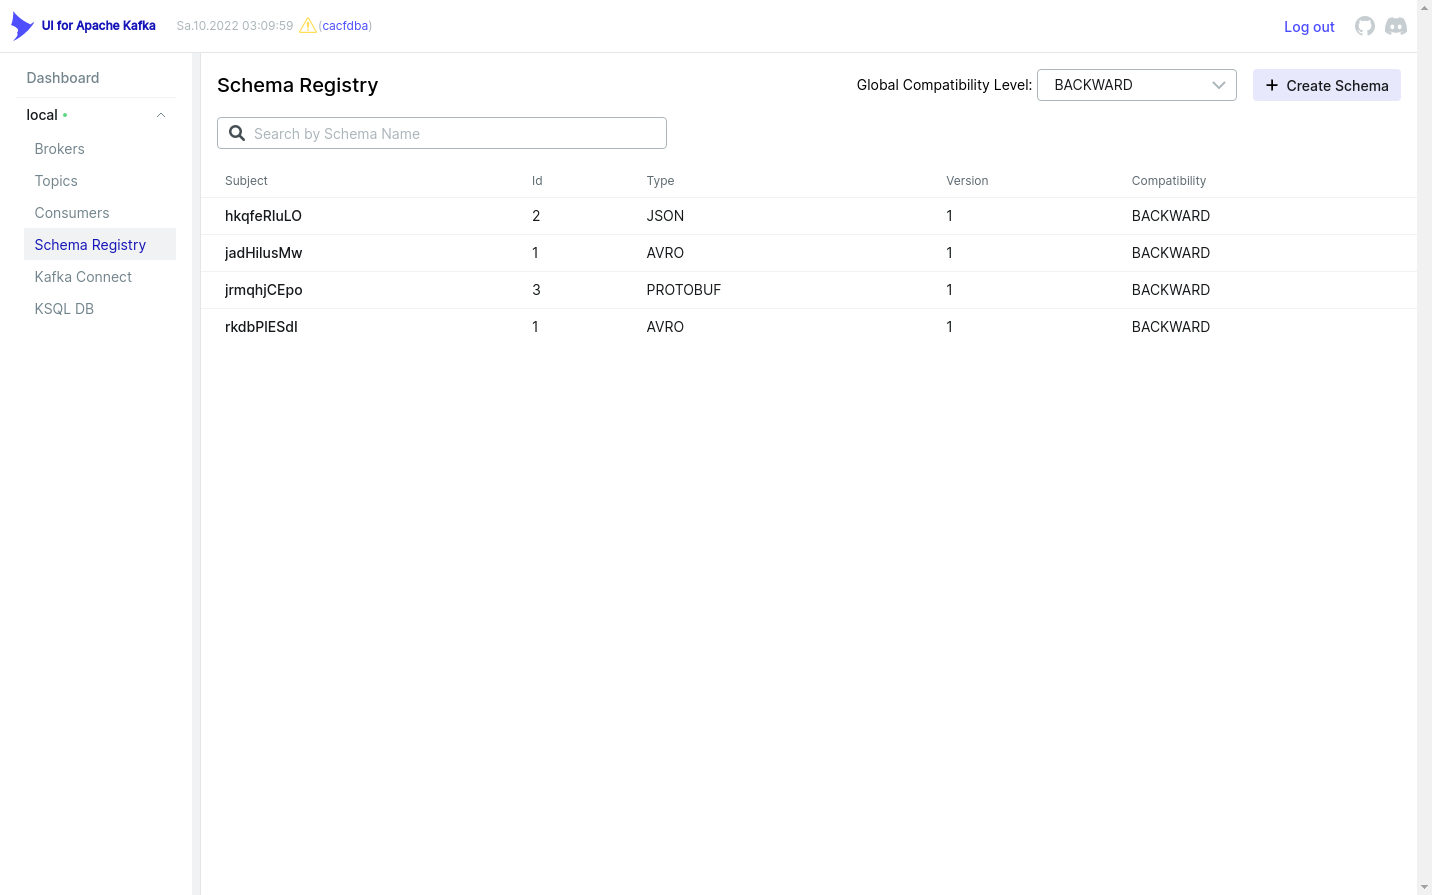 UI for Apache Kafka Sa.10.2022 03:09:59 (cacfdba) Log out
Dashboard
local
Brokers
Topics
Consumers
Schema Registry
Kafka Connect
KSQL DB
Schema Registry Global Compatibility Level: BACKWARD Create Schema
Search by Schema Name
Subject Id Type Version Compatibility
hkqfeRluLO 2 JSON 1 BACKWARD
jadHilusMw 1 AVRO 1 BACKWARD
jrmqhjCEpo 3 PROTOBUF 1 BACKWARD
rkdbPlESdI 1 AVRO 1 BACKWARD